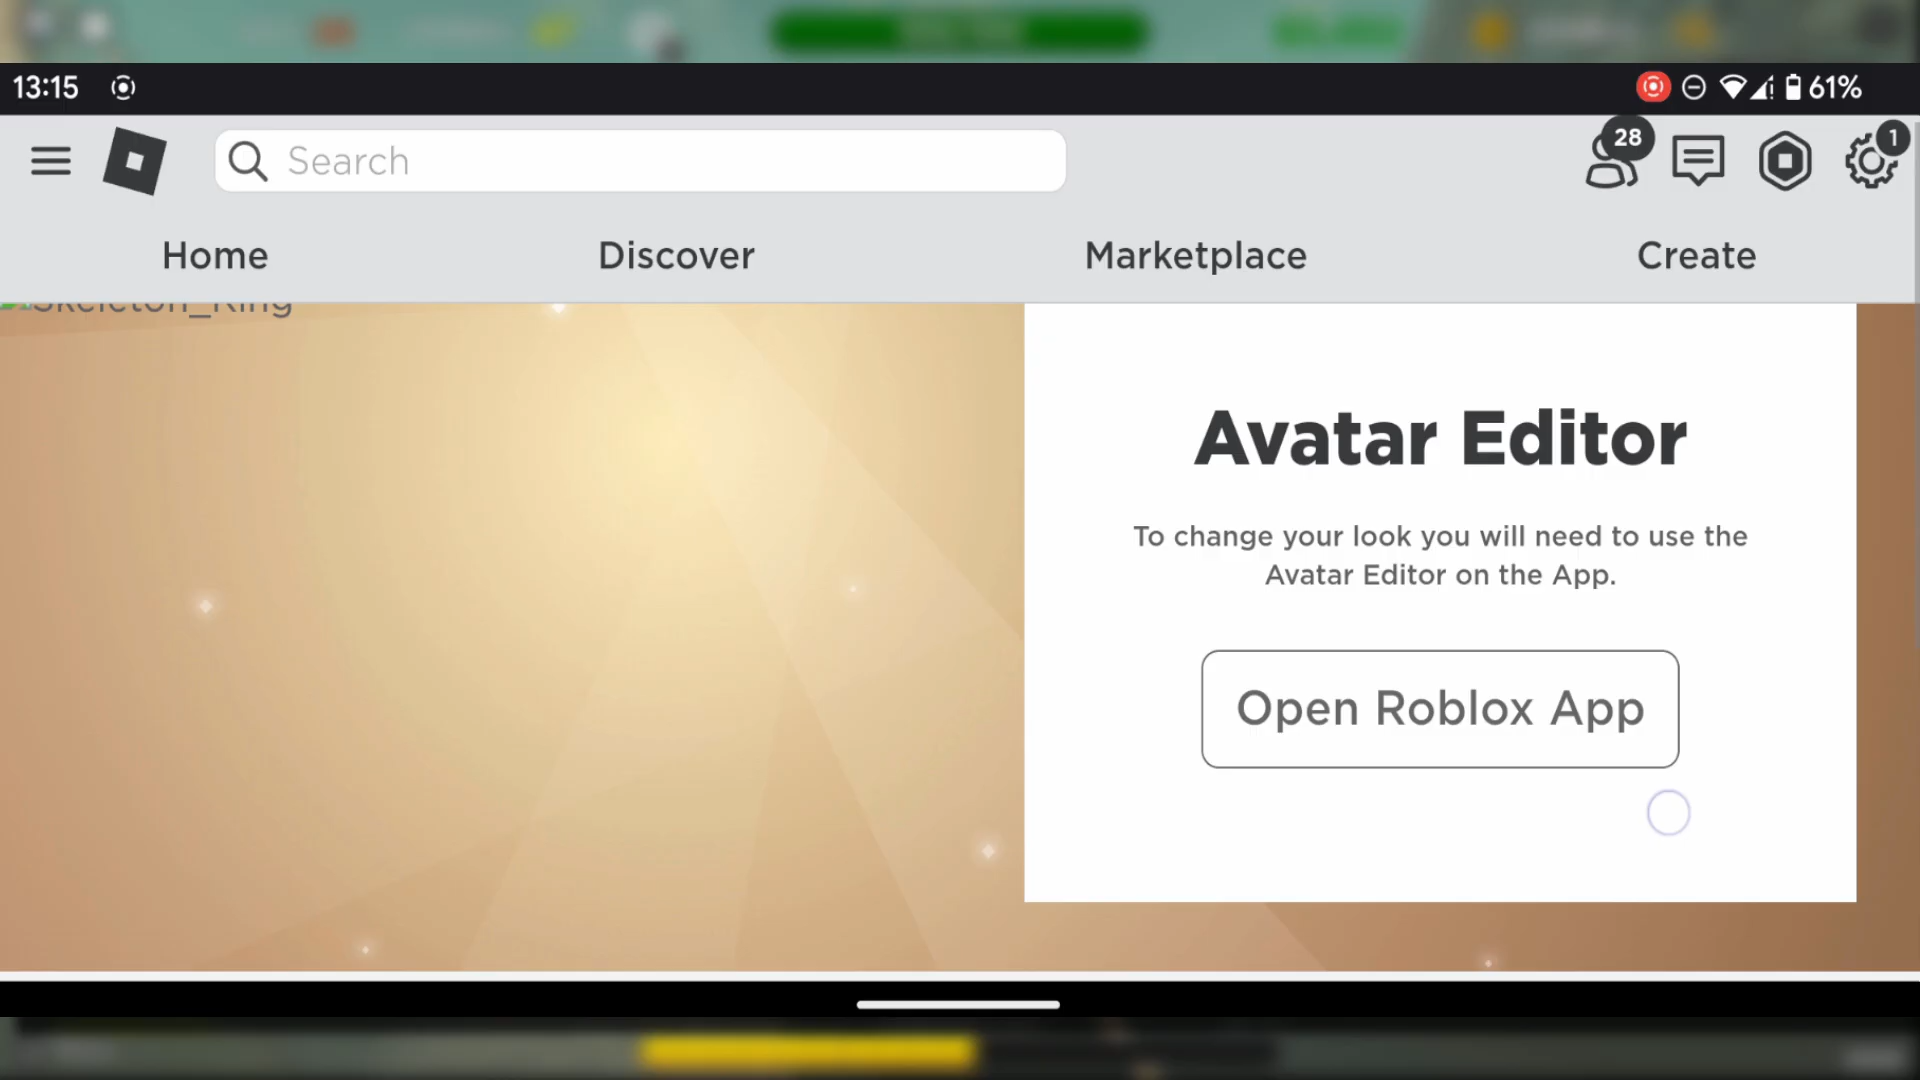 13:15
61%
Search
28
1
Home
Discover
Marketplace
Create
Skeleton_King
Avatar Editor
To change your look you will need to use the
Avatar Editor on the App.
Open Roblox App